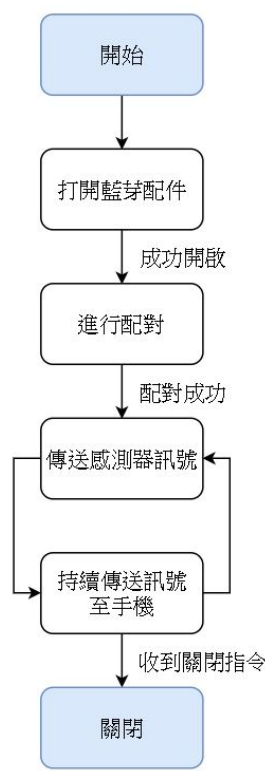 開始
打開藍芽配件
成功開啟
進行配對
配對成功
傳送感測器訊號
持續傳送訊號
至手機
收到關閉指令
關閉